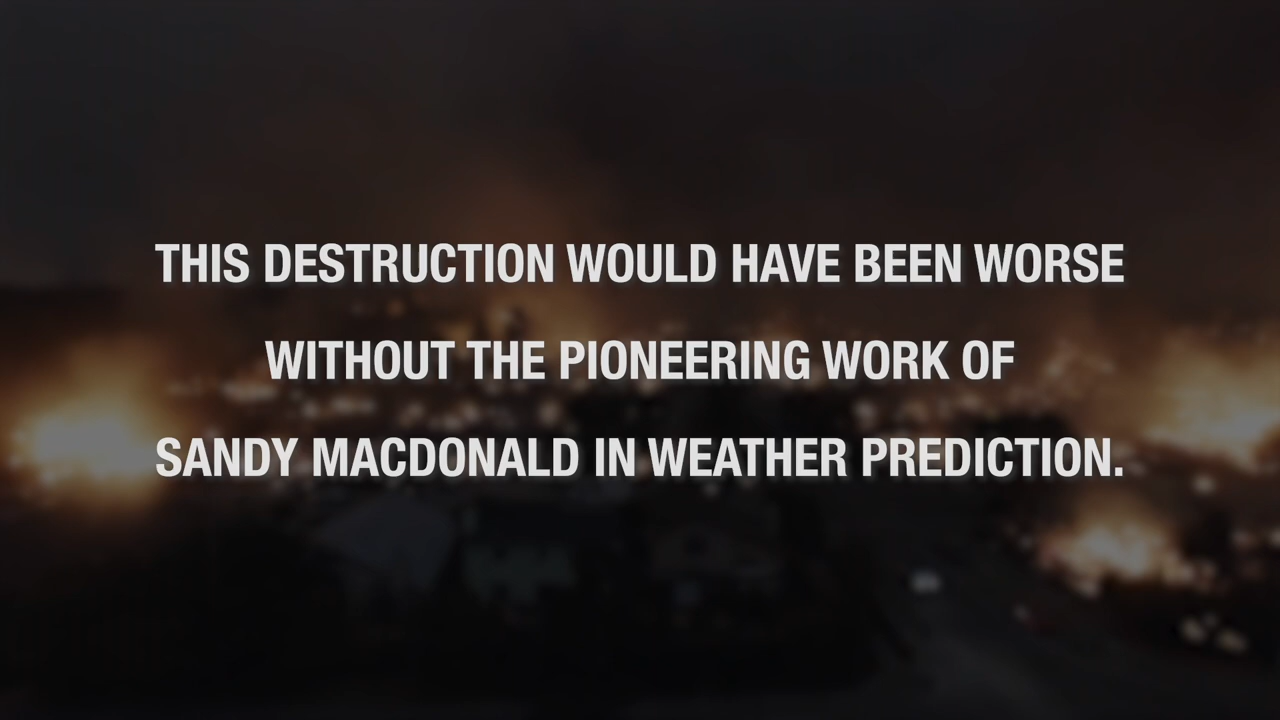 THIS DESTRUCTION WOULD HAVE BEEN WORSE
WITHOUT THE PIONEERING WORK OF
SANDY MACDONALD IN WEATHER PREDICTION.